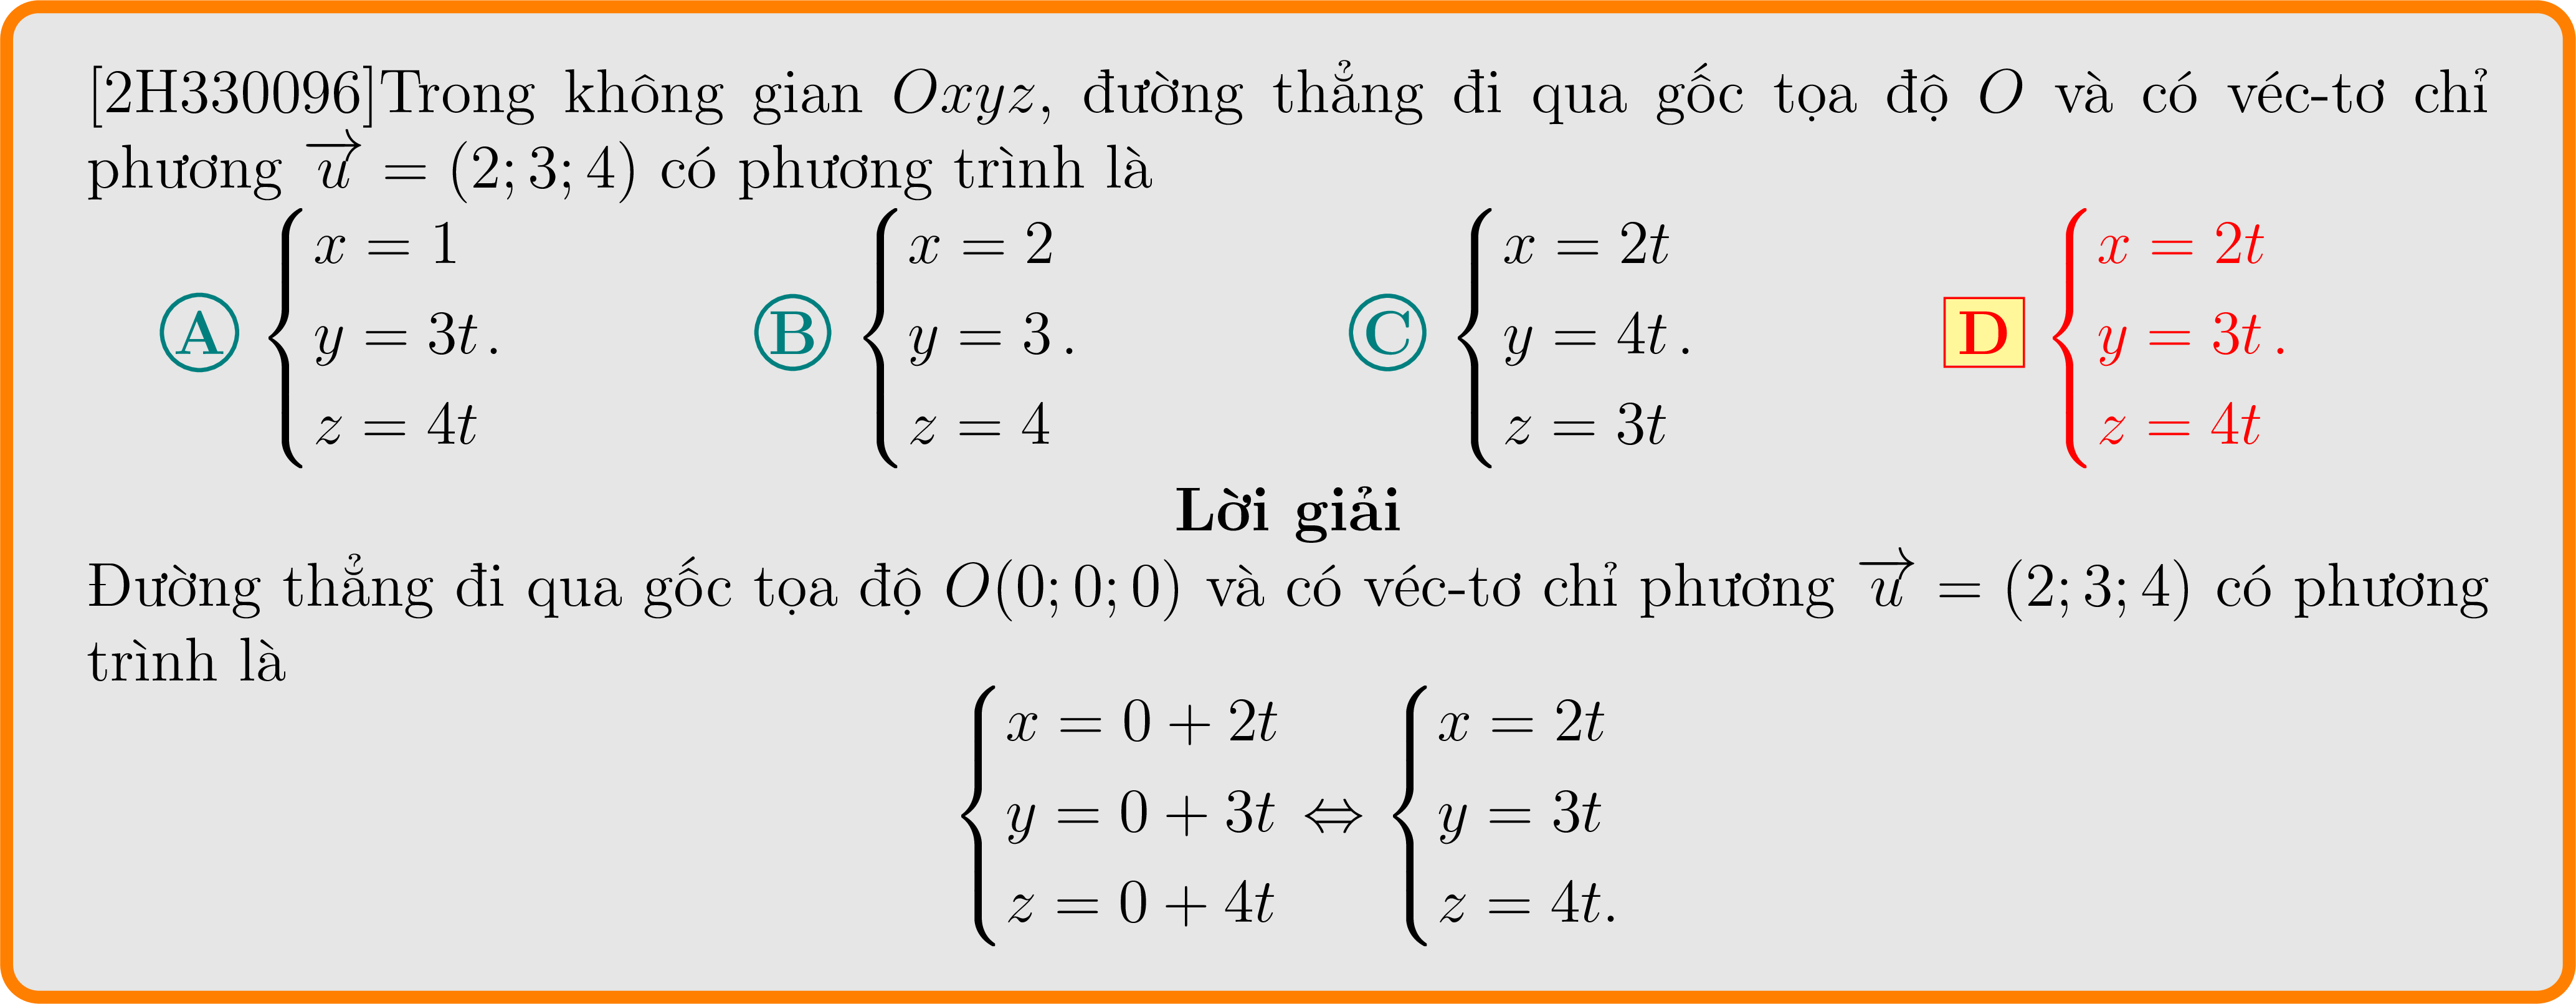 [2H330096]Trong không gian Oxyz, đường thẳng đi qua gốc tọa độ O và có véc-tơ chỉ
phương $\overrightarrow{u} = (2; 3; 4)$ có phương trình là
A $\begin{cases} x = 1 \\ y = 3t \\ z = 4t \end{cases}$. B $\begin{cases} x = 2 \\ y = 3 \\ z = 4 \end{cases}$. C $\begin{cases} x = 2t \\ y = 4t \\ z = 3t \end{cases}$. D $\begin{cases} x = 2t \\ y = 3t \\ z = 4t \end{cases}$.
Lời giải
Đường thẳng đi qua gốc tọa độ O(0; 0; 0) và có véc-tơ chỉ phương $\overrightarrow{u} = (2; 3; 4)$ có phương
trình là
$\begin{cases} x = 0 + 2t \\ y = 0 + 3t \\ z = 0 + 4t \end{cases} \Leftrightarrow \begin{cases} x = 2t \\ y = 3t \\ z = 4t. \end{cases}$